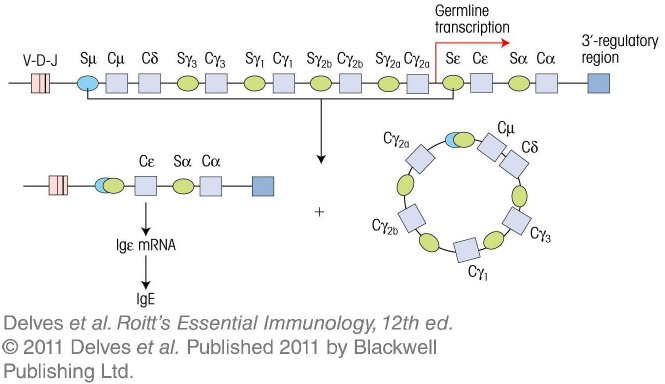 Germline
transcription
3′-regulatory
region
V-D-J Sμ Cμ Cδ Sγ3 Cγ3 Sγ1 Cγ1 Sγ2b Cγ2b Sγ2a Cγ2a Sε Cε Sα Cα
Cε Sα Cα
Igε mRNA
IgE
+
Cμ
Cδ
Cγ2a
Cγ2b
Cγ3
Cγ1
Delves et al. Roitt's Essential Immunology, 12th ed.
© 2011 Delves et al. Published 2011 by Blackwell
Publishing Ltd.